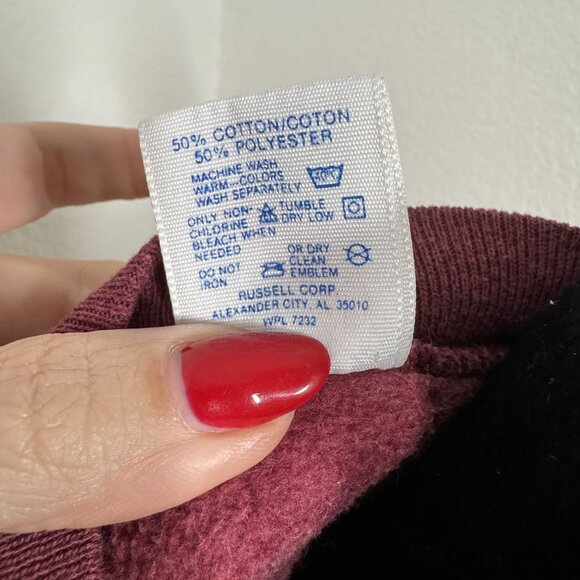 50% COTTON/COTON
50% POLYESTER
MACHINE WASH
WARM-COLORS
WASH SEPARATELY
ONLY NON- TUMBLE
CHLORINE DRY LOW
BLEACH WHEN
NEEDED OR DRY
DO NOT CLEAN
IRON EMBLEM
RUSSELL CORP.
ALEXANDER CITY, AL 35010
WPL 7232